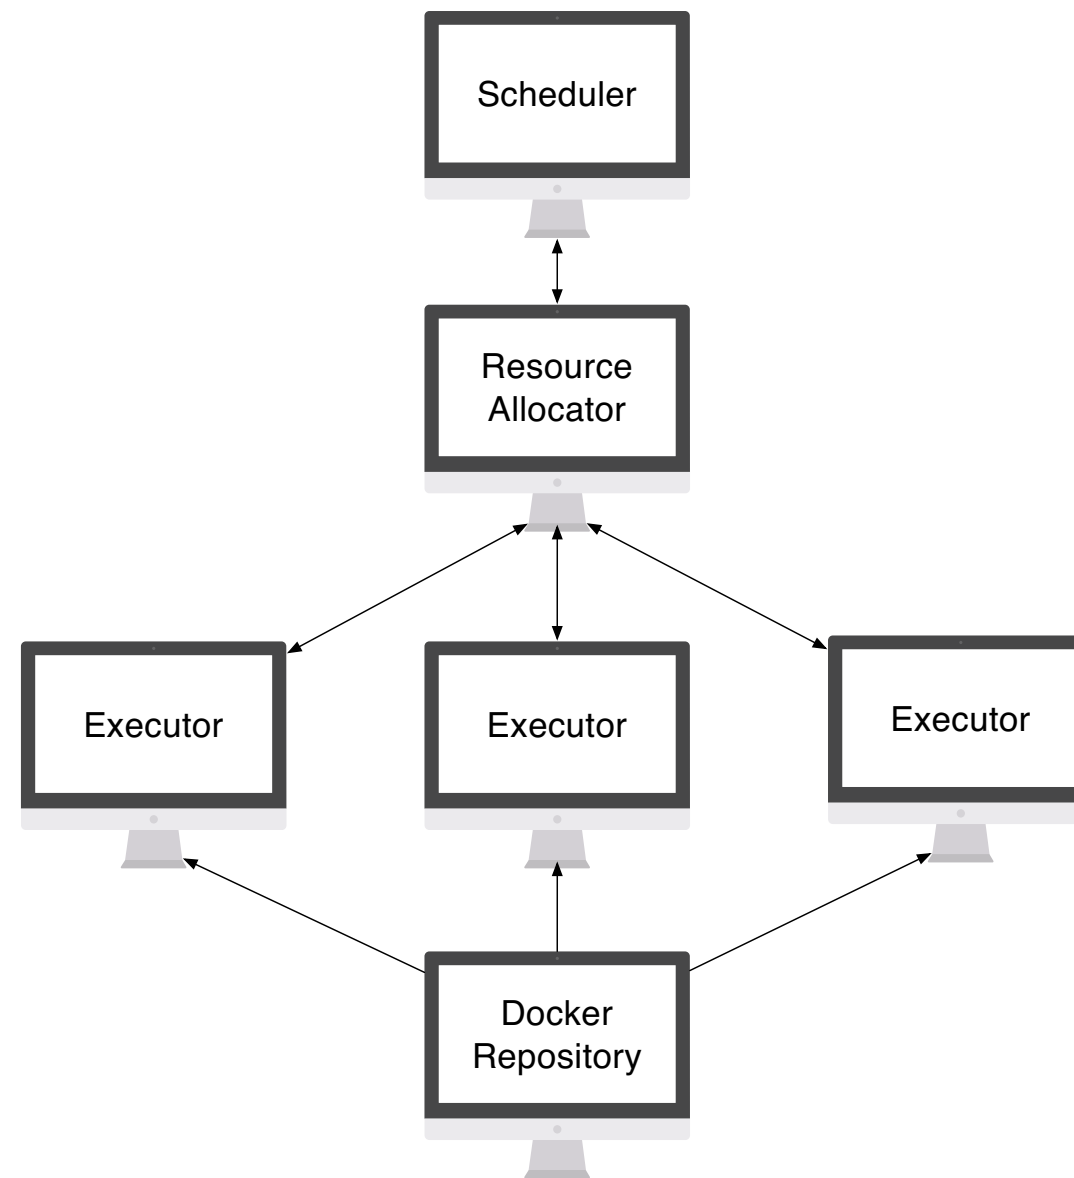 Scheduler
Resource
Allocator
Executor
Executor
Executor
Docker
Repository